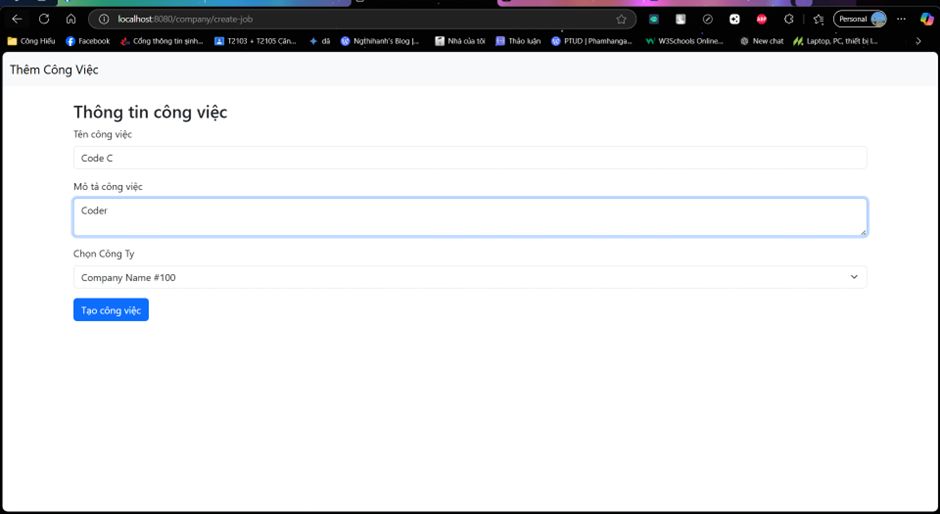 localhost:8080/company/create-job
Personal
Công Hiếu
Facebook
Cổng thông tin sinh...
T2103 + T2105 Căn...
dá
Ngthihanh's Blog |...
Nhà của tôi
Thảo luận
PTUD | Phamhanga...
W3Schools Online...
New chat
Laptop, PC, thiết bị l...
Thêm Công Việc
Thông tin công việc
Tên công việc
Code C
Mô tả công việc
Coder
Chọn Công Ty
Company Name #100
Tạo công việc